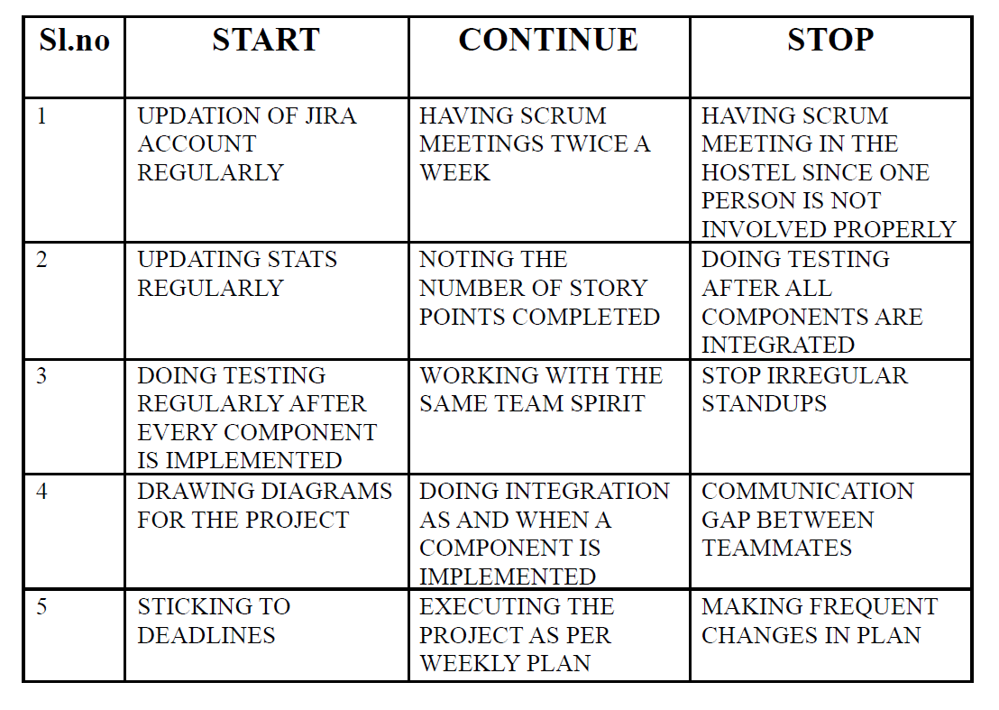 Sl.no START CONTINUE STOP
1 UPDATION OF JIRA HAVING SCRUM HAVING SCRUM
ACCOUNT MEETINGS TWICE A MEETING IN THE
REGULARLY WEEK HOSTEL SINCE ONE
PERSON IS NOT
INVOLVED PROPERLY
2 UPDATING STATS NOTING THE DOING TESTING
REGULARLY NUMBER OF STORY AFTER ALL
POINTS COMPLETED COMPONENTS ARE
INTEGRATED
3 DOING TESTING WORKING WITH THE STOP IRREGULAR
REGULARLY AFTER SAME TEAM SPIRIT STANDUPS
EVERY COMPONENT
IS IMPLEMENTED
4 DRAWING DIAGRAMS DOING INTEGRATION COMMUNICATION
FOR THE PROJECT AS AND WHEN A GAP BETWEEN
COMPONENT IS TEAMMATES
IMPLEMENTED
5 STICKING TO EXECUTING THE MAKING FREQUENT
DEADLINES PROJECT AS PER CHANGES IN PLAN
WEEKLY PLAN